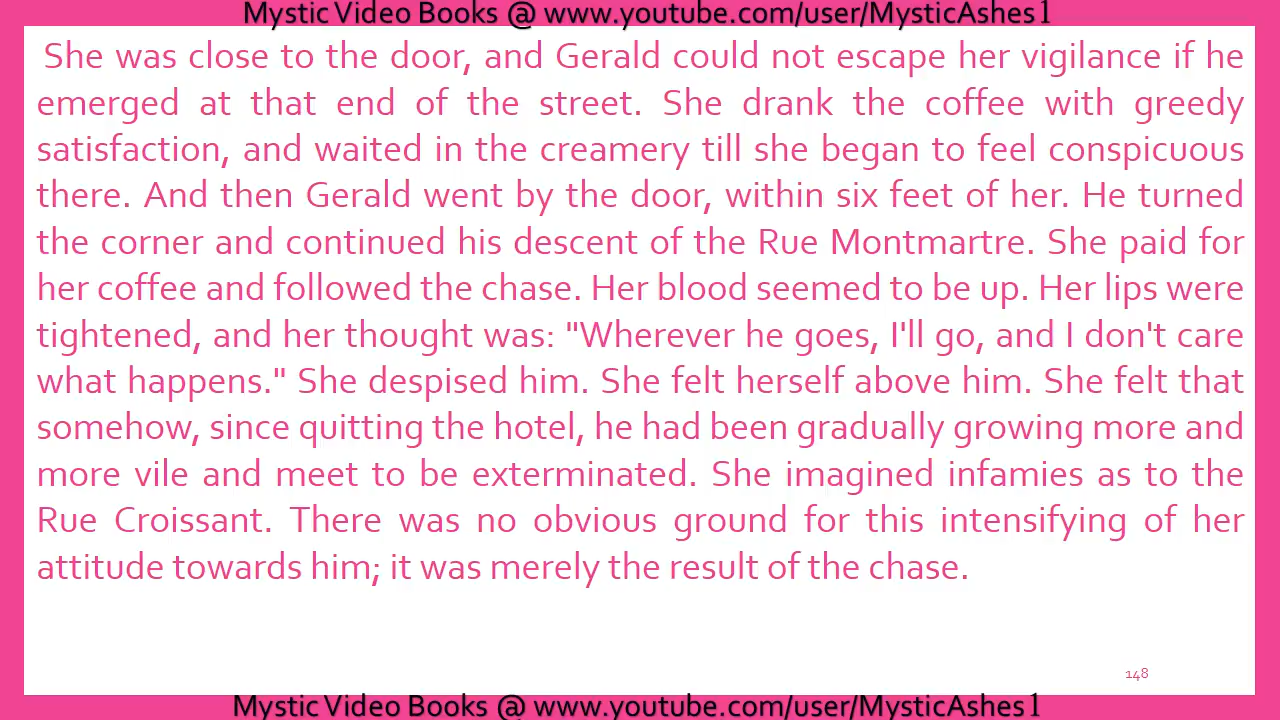 Mystic Video Books @ www.youtube.com/user/MysticAshes1
She was close to the door, and Gerald could not escape her vigilance if he
emerged at that end of the street. She drank the coffee with greedy
satisfaction, and waited in the creamery till she began to feel conspicuous
there. And then Gerald went by the door, within six feet of her. He turned
the corner and continued his descent of the Rue Montmartre. She paid for
her coffee and followed the chase. Her blood seemed to be up. Her lips were
tightened, and her thought was: "Wherever he goes, I'll go, and I don't care
what happens." She despised him. She felt herself above him. She felt that
somehow, since quitting the hotel, he had been gradually growing more and
more vile and meet to be exterminated. She imagined infamies as to the
Rue Croissant. There was no obvious ground for this intensifying of her
attitude towards him; it was merely the result of the chase.
148
Mystic Video Books @ www.youtube.com/user/MysticAshes1